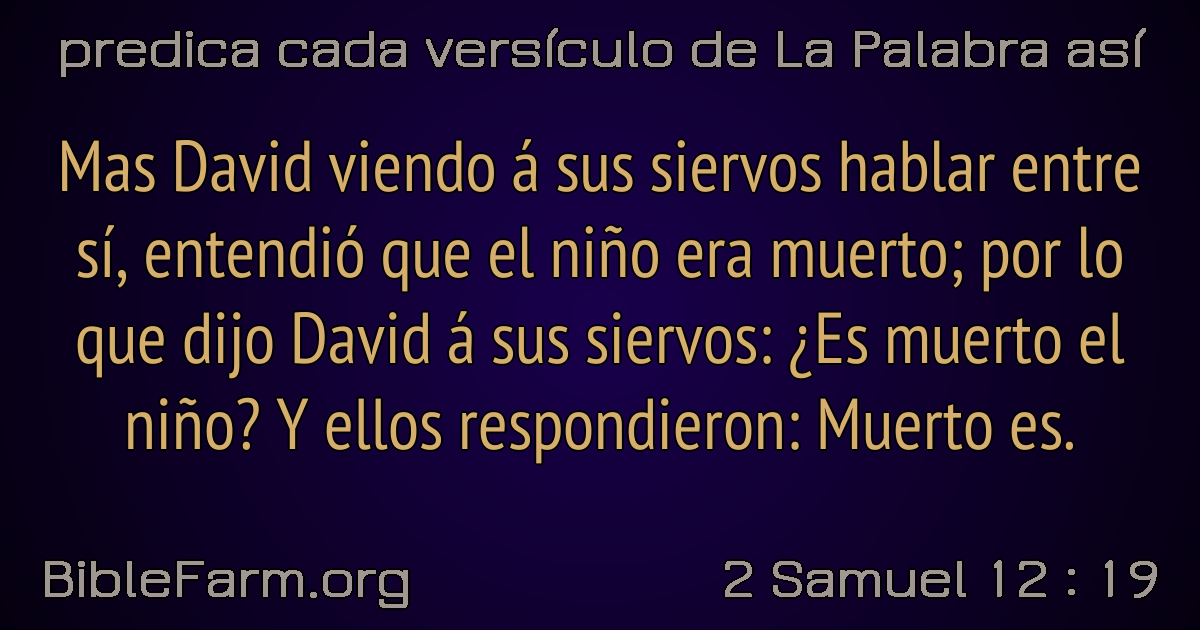 predica cada versículo de La Palabra así
Mas David viendo á sus siervos hablar entre
sí, entendió que el niño era muerto; por lo
que dijo David á sus siervos: ¿Es muerto el
niño? Y ellos respondieron: Muerto es.
BibleFarm.org
2 Samuel 12 : 19